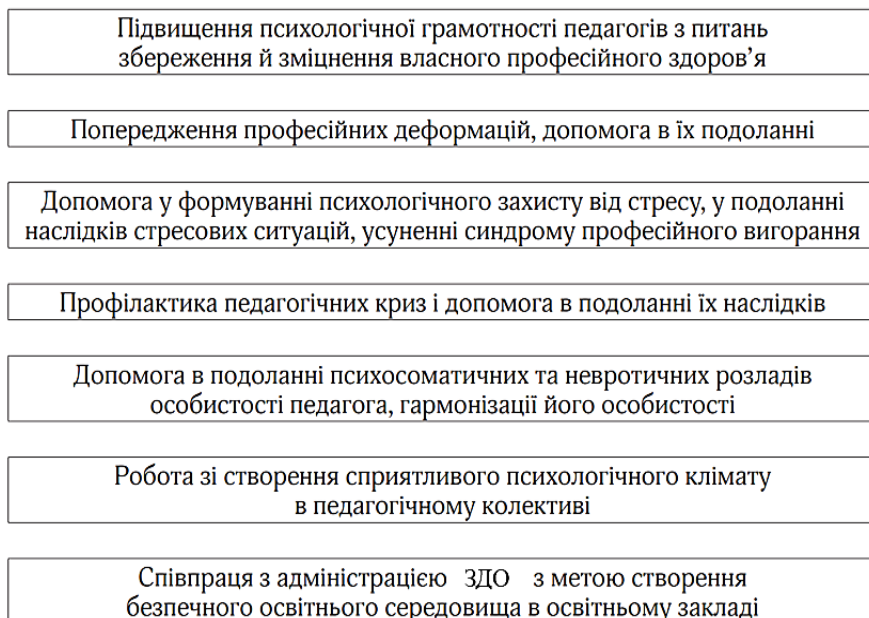 Підвищення психологічної грамотності педагогів з питань
збереження й зміцнення власного професійного здоров’я
Попередження професійних деформацій, допомога в їх подоланні
Допомога у формуванні психологічного захисту від стресу, у подоланні
наслідків стресових ситуацій, усуненні синдрому професійного вигорання
Профілактика педагогічних криз і допомога в подоланні їх наслідків
Допомога в подоланні психосоматичних та невротичних розладів
особистості педагога, гармонізації його особистості
Робота зі створення сприятливого психологічного клімату
в педагогічному колективі
Співпраця з адміністрацією ЗДО з метою створення
безпечного освітнього середовища в освітньому закладі